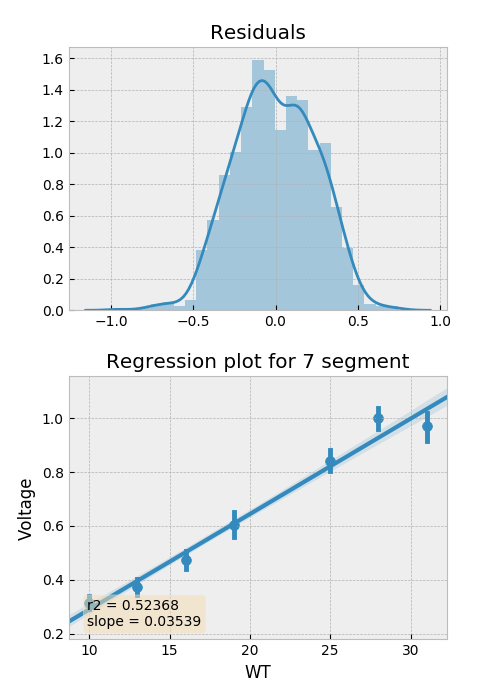 Residuals
1.6
1.4
1.2
1.0
0.8
0.6
0.4
0.2
0.0
−1.0 −0.5 0.0 0.5 1.0
Regression plot for 7 segment
1.0
0.8
0.6
0.4
0.2
Voltage
r2 = 0.52368
slope = 0.03539
10 15 20 25 30
WT